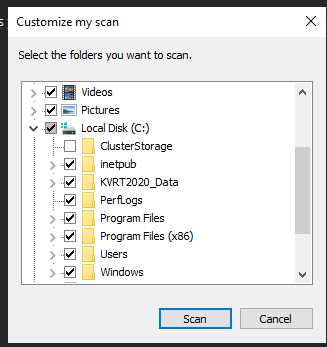 Customize my scan
Select the folders you want to scan.
Videos
Pictures
Local Disk (C:)
ClusterStorage
inetpub
KVRT2020_Data
PerfLogs
Program Files
Program Files (x86)
Users
Windows
Scan
Cancel